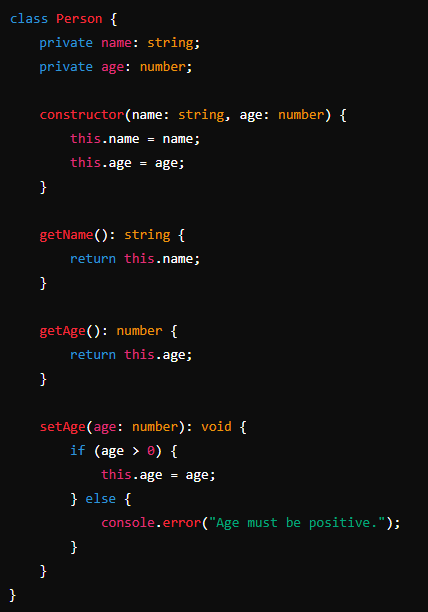 class Person {
    private name: string;
    private age: number;

    constructor(name: string, age: number) {
        this.name = name;
        this.age = age;
    }

    getName(): string {
        return this.name;
    }

    getAge(): number {
        return this.age;
    }

    setAge(age: number): void {
        if (age > 0) {
            this.age = age;
        } else {
            console.error("Age must be positive.");
        }
    }
}